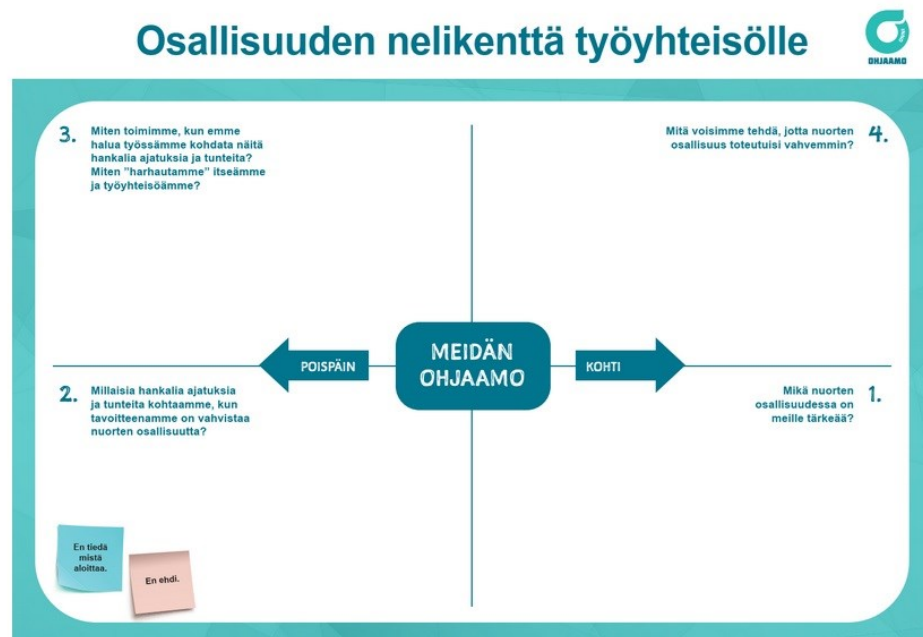 Osallisuuden nelikenttä työyhteisölle
OHJAAMO
3.
Miten toimimme, kun emme
halua työssämme kohdata näitä
hankalia ajatuksia ja tunteita?
Miten "harhautamme" itseämme
ja työyhteisöämme?
Mitä voisimme tehdä, jotta nuorten
osallisuus toteutuisi vahvemmin?
4.
POISPÄIN
MEIDÄN
OHJAAMO
KOHTI
2.
Millaisia hankalia ajatuksia
ja tunteita kohtaamme, kun
tavoitteenamme on vahvistaa
nuorten osallisuutta?
Mikä nuorten
osallisuudessa on
meille tärkeää?
1.
En tiedä
mistä
aloittaa.
En ehdi.